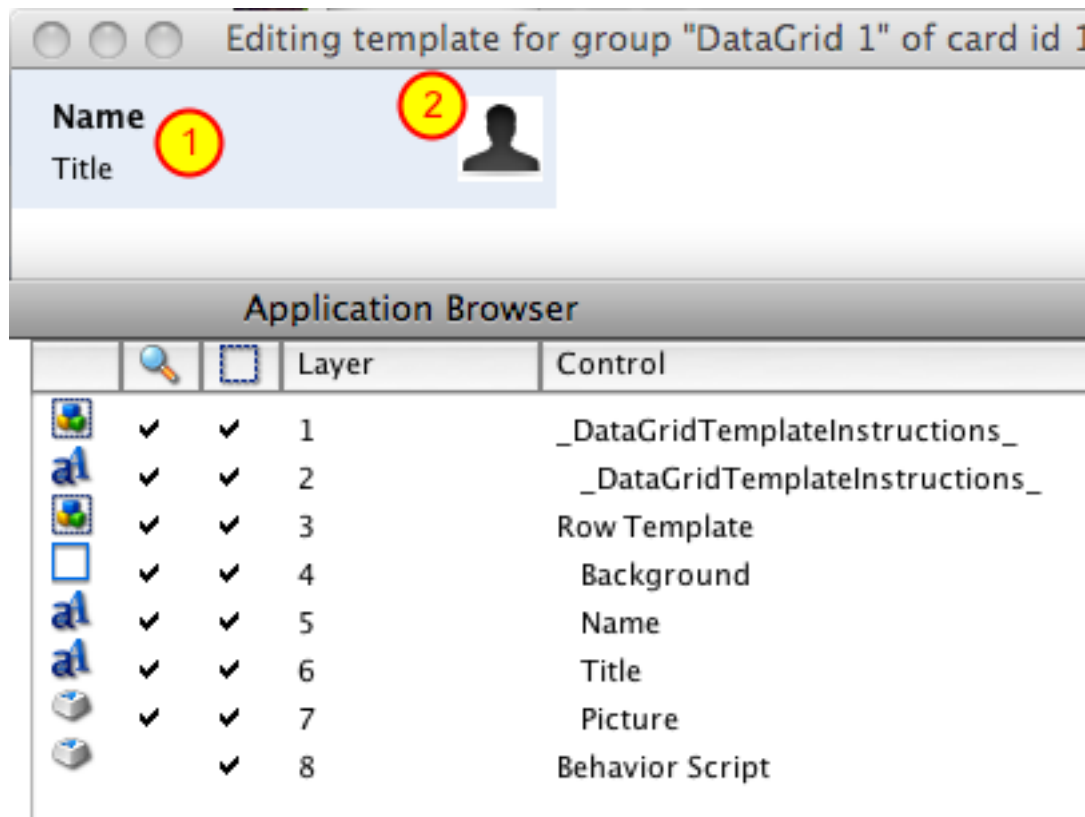 Editing template for group "DataGrid 1" of card id 1
Name
1
2
Title
Application Browser
Layer Control
1 _DataGridTemplateInstructions_
2 _DataGridTemplateInstructions_
3 Row Template
4 Background
5 Name
6 Title
7 Picture
8 Behavior Script